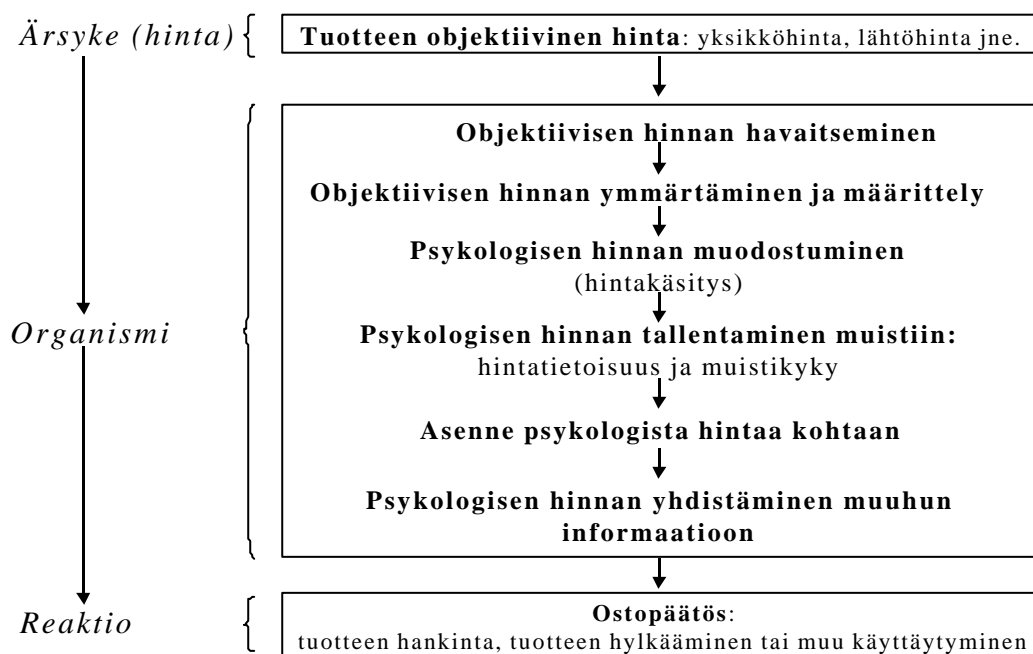 Ärsyke (hinta)
Tuotteen objektiivinen hinta: yksikköhinta, lähtöhinta jne.
Objektiivisen hinnan havaitseminen
Objektiivisen hinnan ymmärtäminen ja määrittely
Psykologisen hinnan muodostuminen
(hintakäsitys)
Organismi
Psykologisen hinnan tallentaminen muistiin:
hintatietoisuus ja muistikyky
Asenne psykologista hintaa kohtaan
Psykologisen hinnan yhdistäminen muuhun
informaatioon
Reaktio
Ostopäätös:
tuotteen hankinta, tuotteen hylkääminen tai muu käyttäytyminen